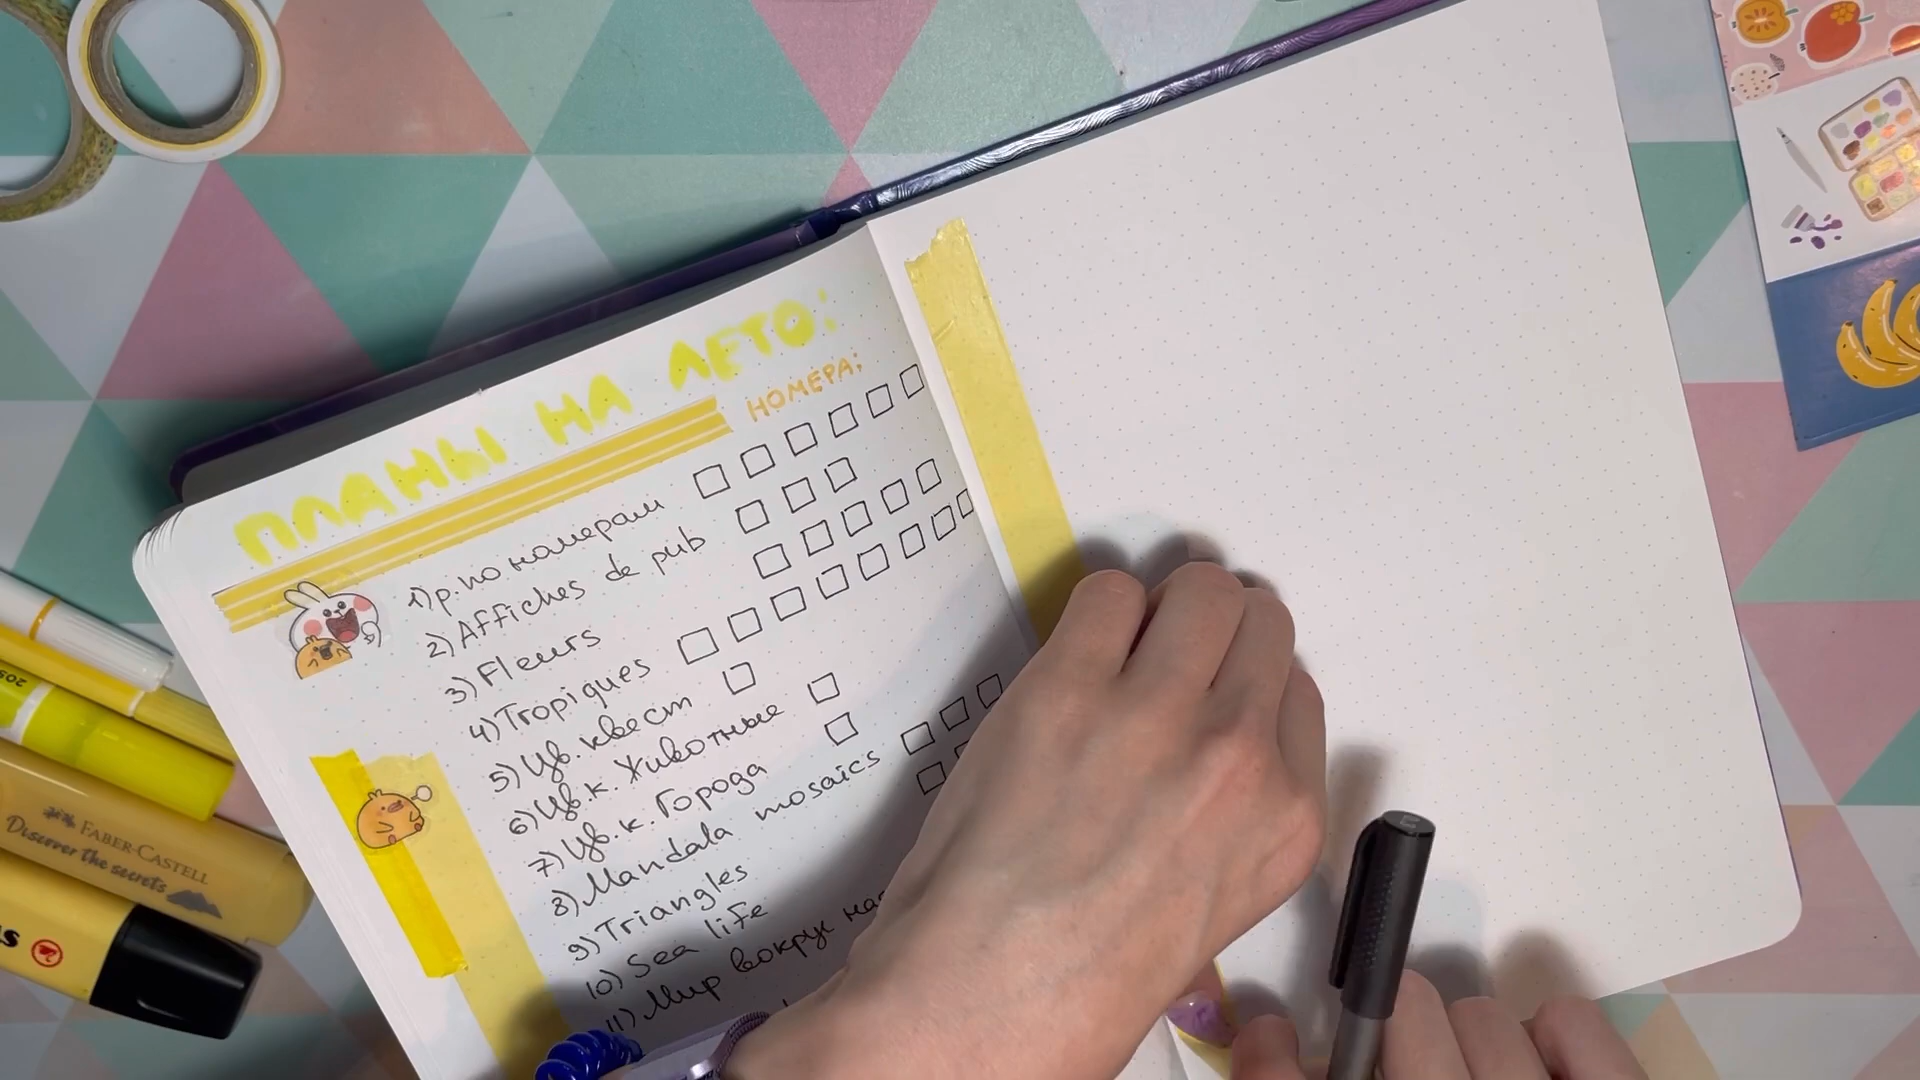 ПЛАНЫ НА ЛЕТО:
НОМЕРА:
1) р. по номерам
2) Affiches de pub
3) Fleurs
4) Tropiques
5) Цв. квест
6) Цв. к. Животные
7) Цв. к. Города
8) Mandala mosaics
9) Triangles
10) Sea life
11) Мир вокруг
205
FABER-CASTELL
Discover the secrets